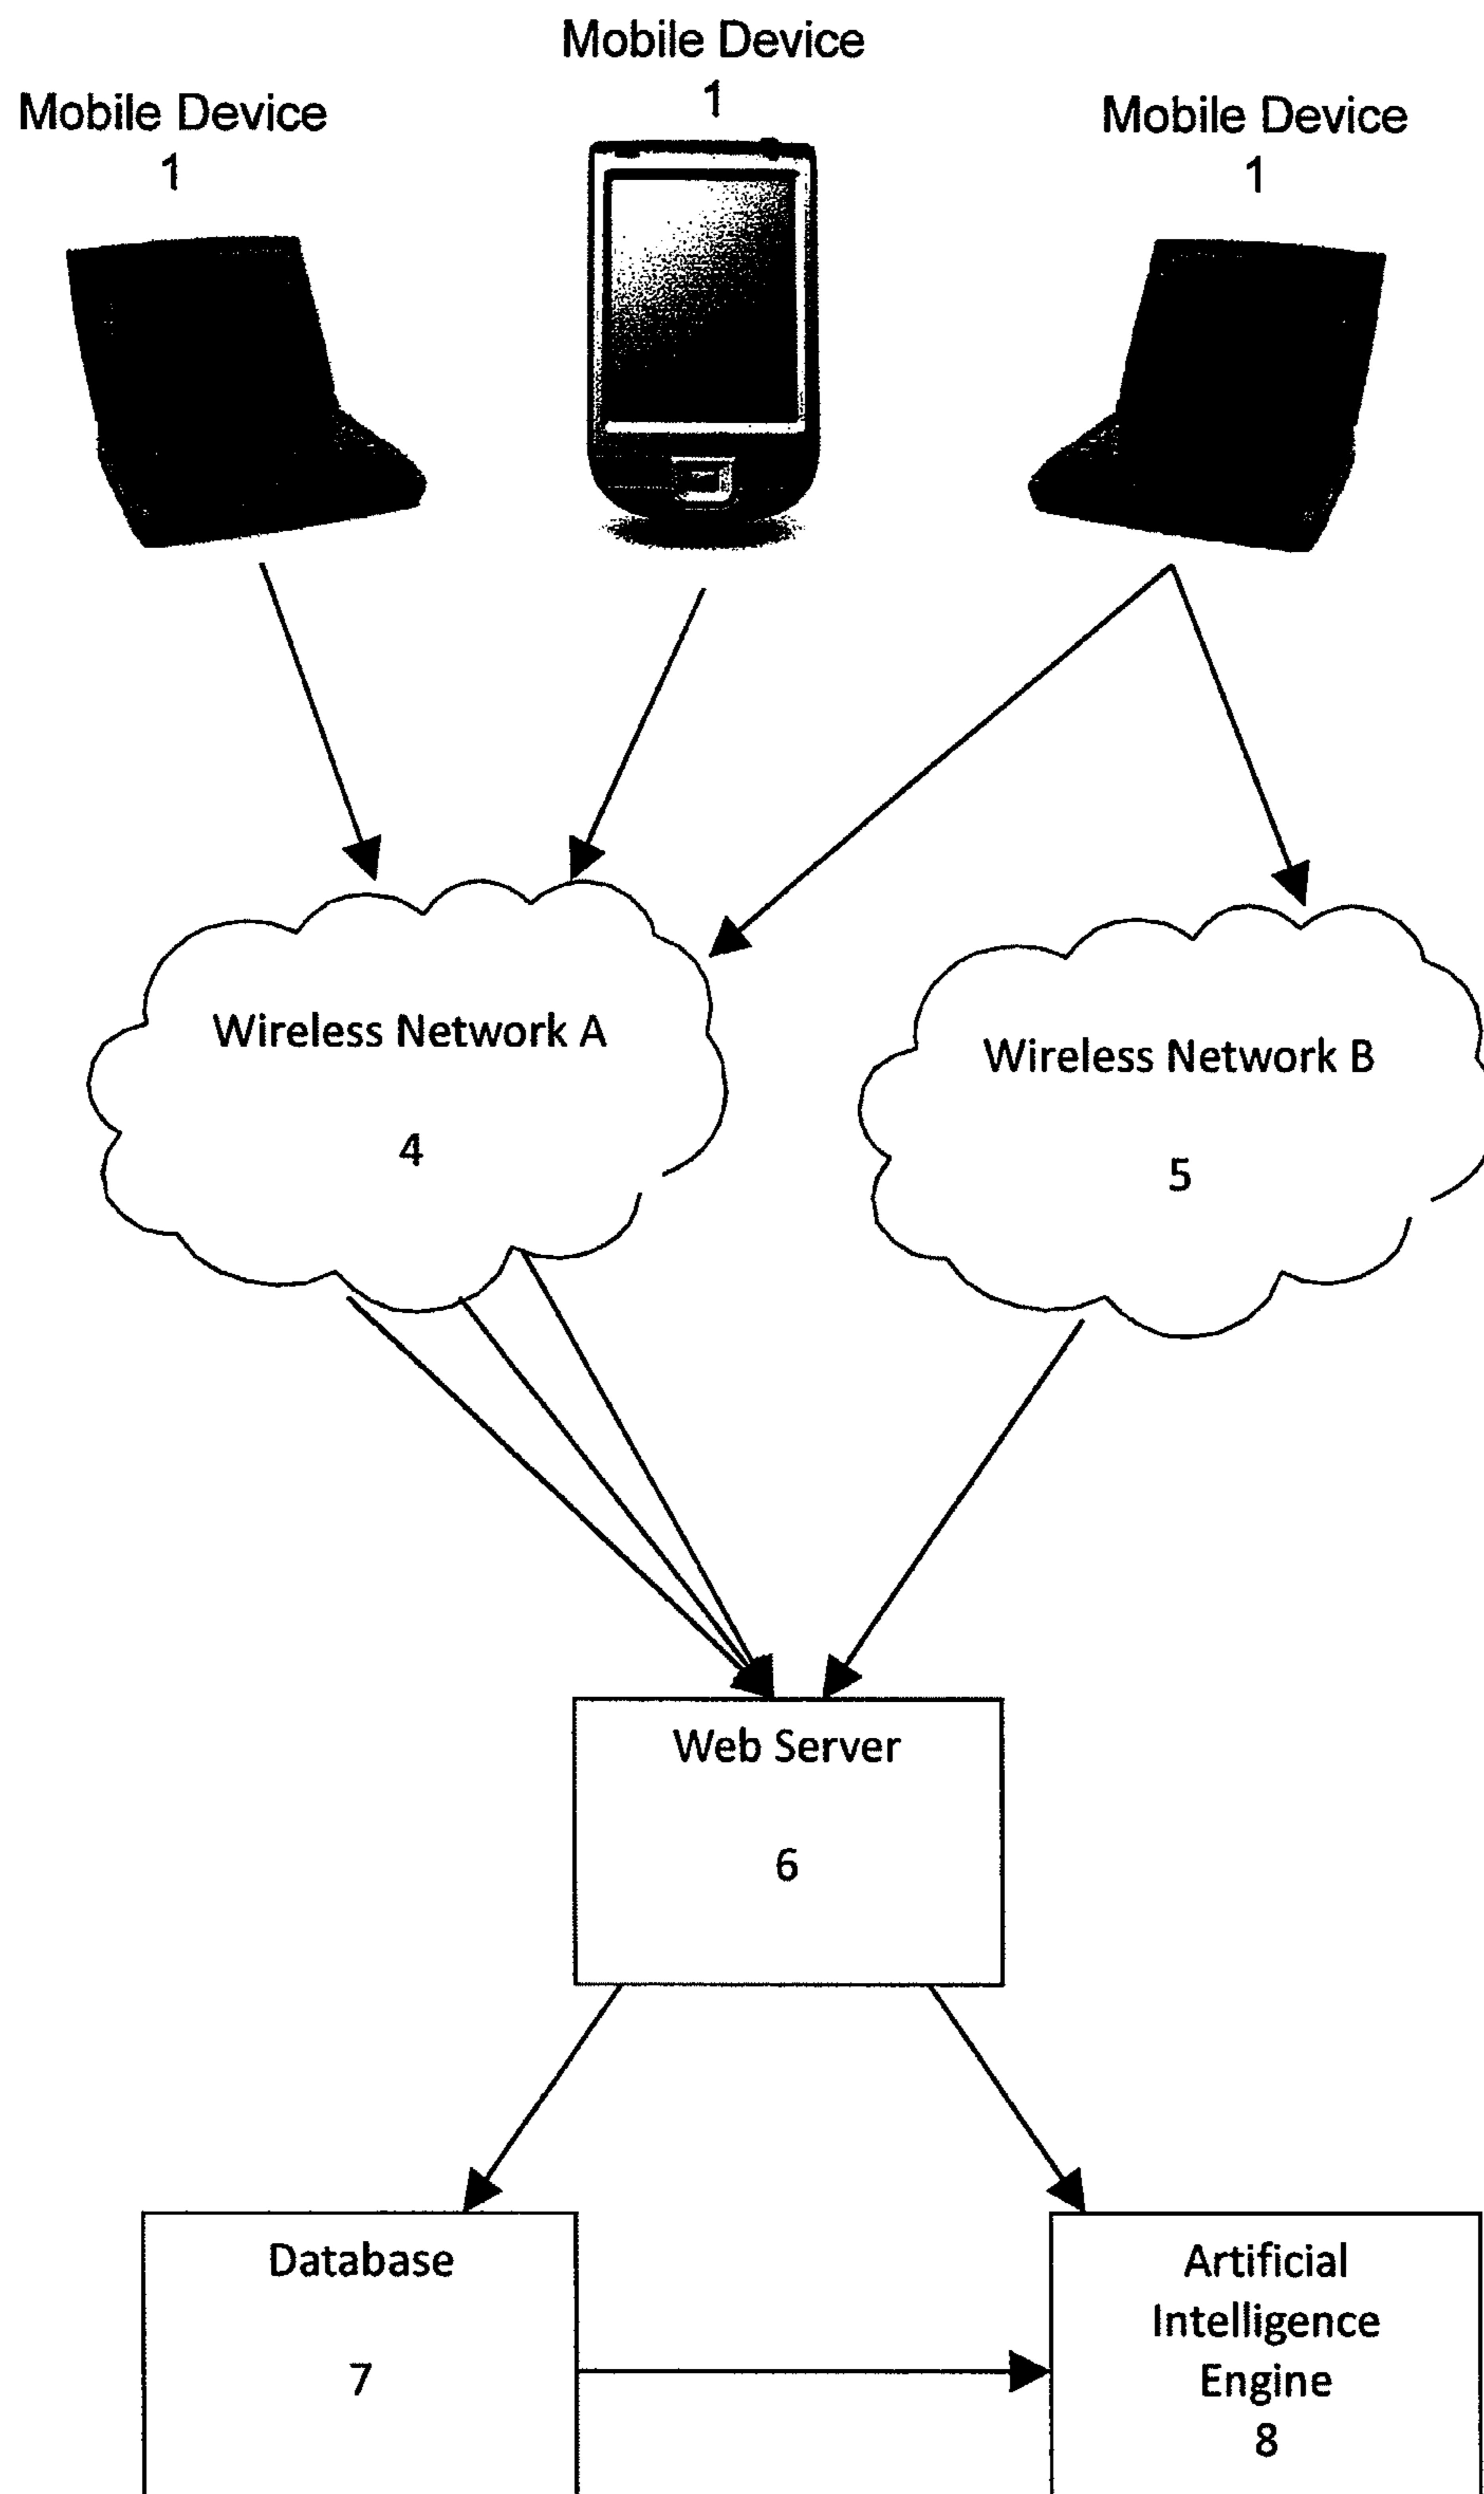 Mobile Device
1
Mobile Device
1
Mobile Device
1
Wireless Network A
4
Wireless Network B
5
Web Server
6
Database
7
Artificial
Intelligence
Engine
8